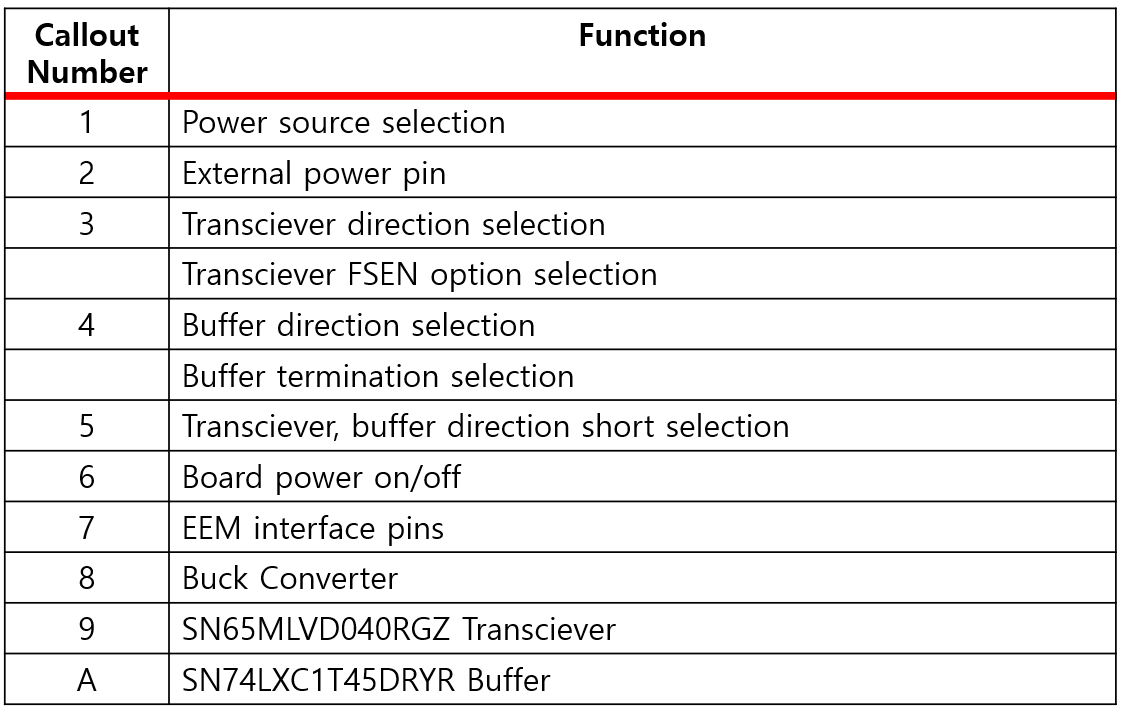 Callout
Number
Function
1 Power source selection
2 External power pin
3 Transciever direction selection
Transciever FSEN option selection
4 Buffer direction selection
Buffer termination selection
5 Transciever, buffer direction short selection
6 Board power on/off
7 EEM interface pins
8 Buck Converter
9 SN65MLVD040RGZ Transciever
A SN74LXC1T45DRYR Buffer